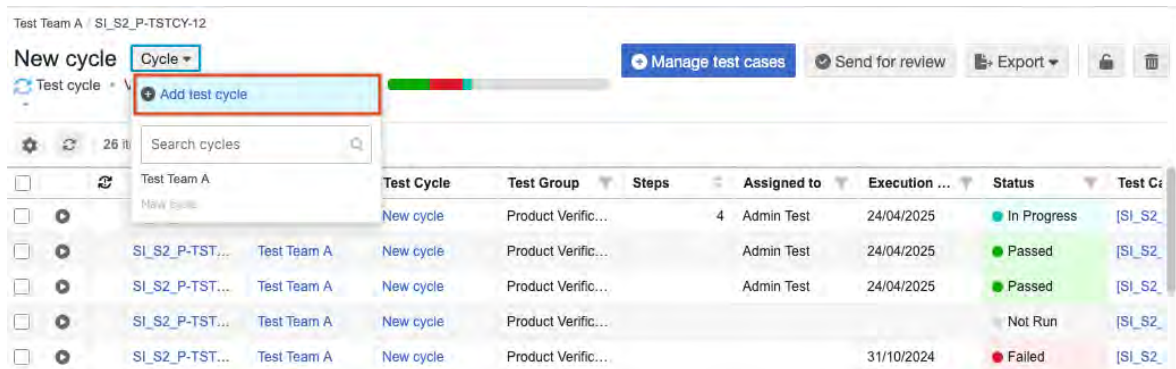 Test Team A / SI_S2_P-TSTCY-12
New cycle Cycle Manage test cases Send for review Export
Test cycle
Add test cycle
26
Search cycles
Test Team A
New cycle
Test Cycle Test Group Steps Assigned to Execution ... Status
New cycle Product Verific... 4 Admin Test 24/04/2025 In Progress [SI_S2_
SI_S2_P-TST... Test Team A New cycle Product Verific... Admin Test 24/04/2025 Passed [SI_S2_
SI_S2_P-TST... Test Team A New cycle Product Verific... Admin Test 24/04/2025 Passed [SI_S2_
SI_S2_P-TST... Test Team A New cycle Product Verific... Not Run [SI_S2_
SI_S2_P-TST... Test Team A New cycle Product Verific... 31/10/2024 Failed [SI_S2_